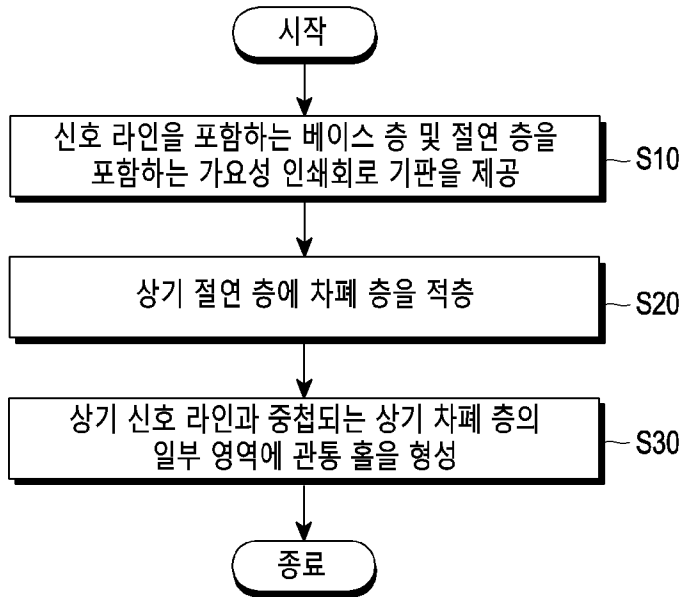 시작
신호 라인을 포함하는 베이스 층 및 절연 층을
포함하는 가요성 인쇄회로 기판을 제공
S10
상기 절연 층에 차폐 층을 적층
S20
상기 신호 라인과 중첩되는 상기 차폐 층의
일부 영역에 관통 홀을 형성
S30
종료